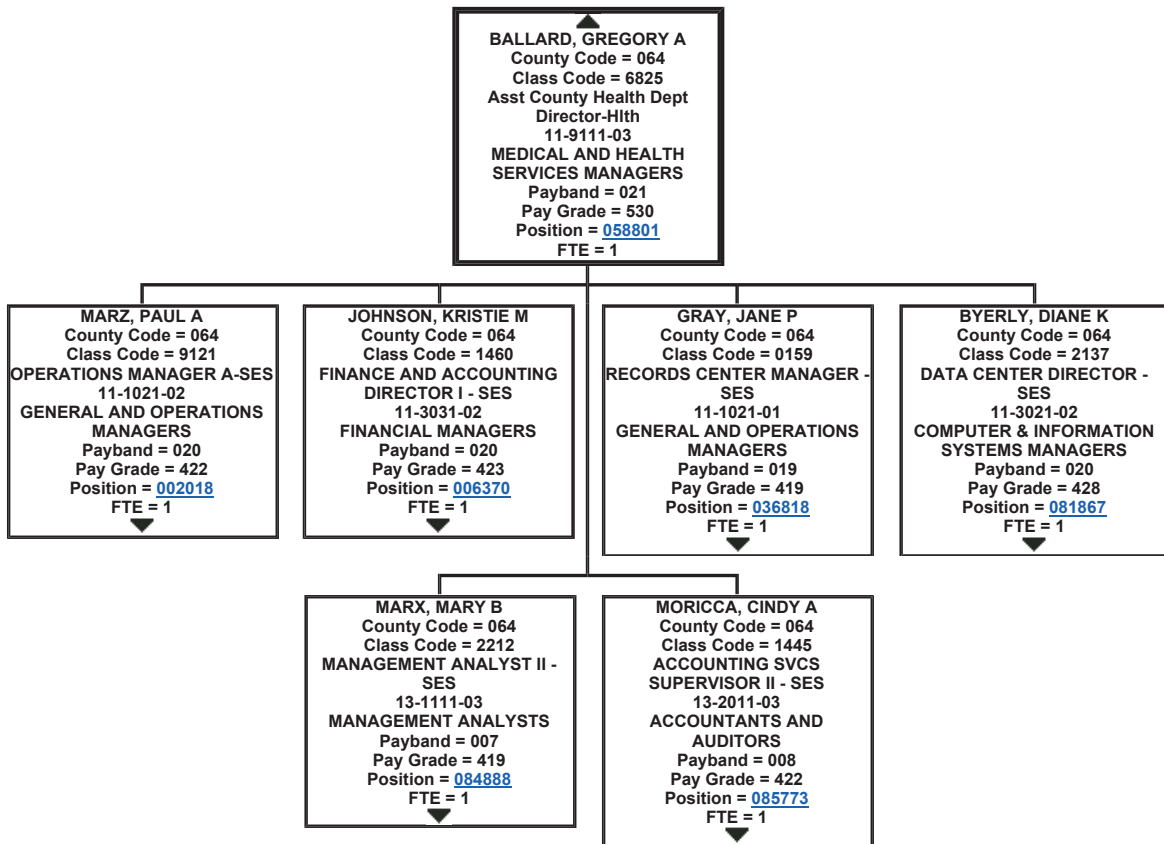 BALLARD, GREGORY A
County Code = 064
Class Code = 6825
Asst County Health Dept
Director-Hlth
11-9111-03
MEDICAL AND HEALTH
SERVICES MANAGERS
Payband = 021
Pay Grade = 530
Position = 058801
FTE = 1
MARZ, PAUL A
County Code = 064
Class Code = 9121
OPERATIONS MANAGER A-SES
11-1021-02
GENERAL AND OPERATIONS
MANAGERS
Payband = 020
Pay Grade = 422
Position = 002018
FTE = 1
JOHNSON, KRISTIE M
County Code = 064
Class Code = 1460
FINANCE AND ACCOUNTING
DIRECTOR I - SES
11-3031-02
FINANCIAL MANAGERS
Payband = 020
Pay Grade = 423
Position = 006370
FTE = 1
GRAY, JANE P
County Code = 064
Class Code = 0159
RECORDS CENTER MANAGER -
SES
11-1021-01
GENERAL AND OPERATIONS
MANAGERS
Payband = 019
Pay Grade = 419
Position = 036818
FTE = 1
BYERLY, DIANE K
County Code = 064
Class Code = 2137
DATA CENTER DIRECTOR -
SES
11-3021-02
COMPUTER & INFORMATION
SYSTEMS MANAGERS
Payband = 020
Pay Grade = 428
Position = 081867
FTE = 1
MARX, MARY B
County Code = 064
Class Code = 2212
MANAGEMENT ANALYST II -
SES
13-1111-03
MANAGEMENT ANALYSTS
Payband = 007
Pay Grade = 419
Position = 084888
FTE = 1
MORICCA, CINDY A
County Code = 064
Class Code = 1445
ACCOUNTING SVCS
SUPERVISOR II - SES
13-2011-03
ACCOUNTANTS AND
AUDITORS
Payband = 008
Pay Grade = 422
Position = 085773
FTE = 1